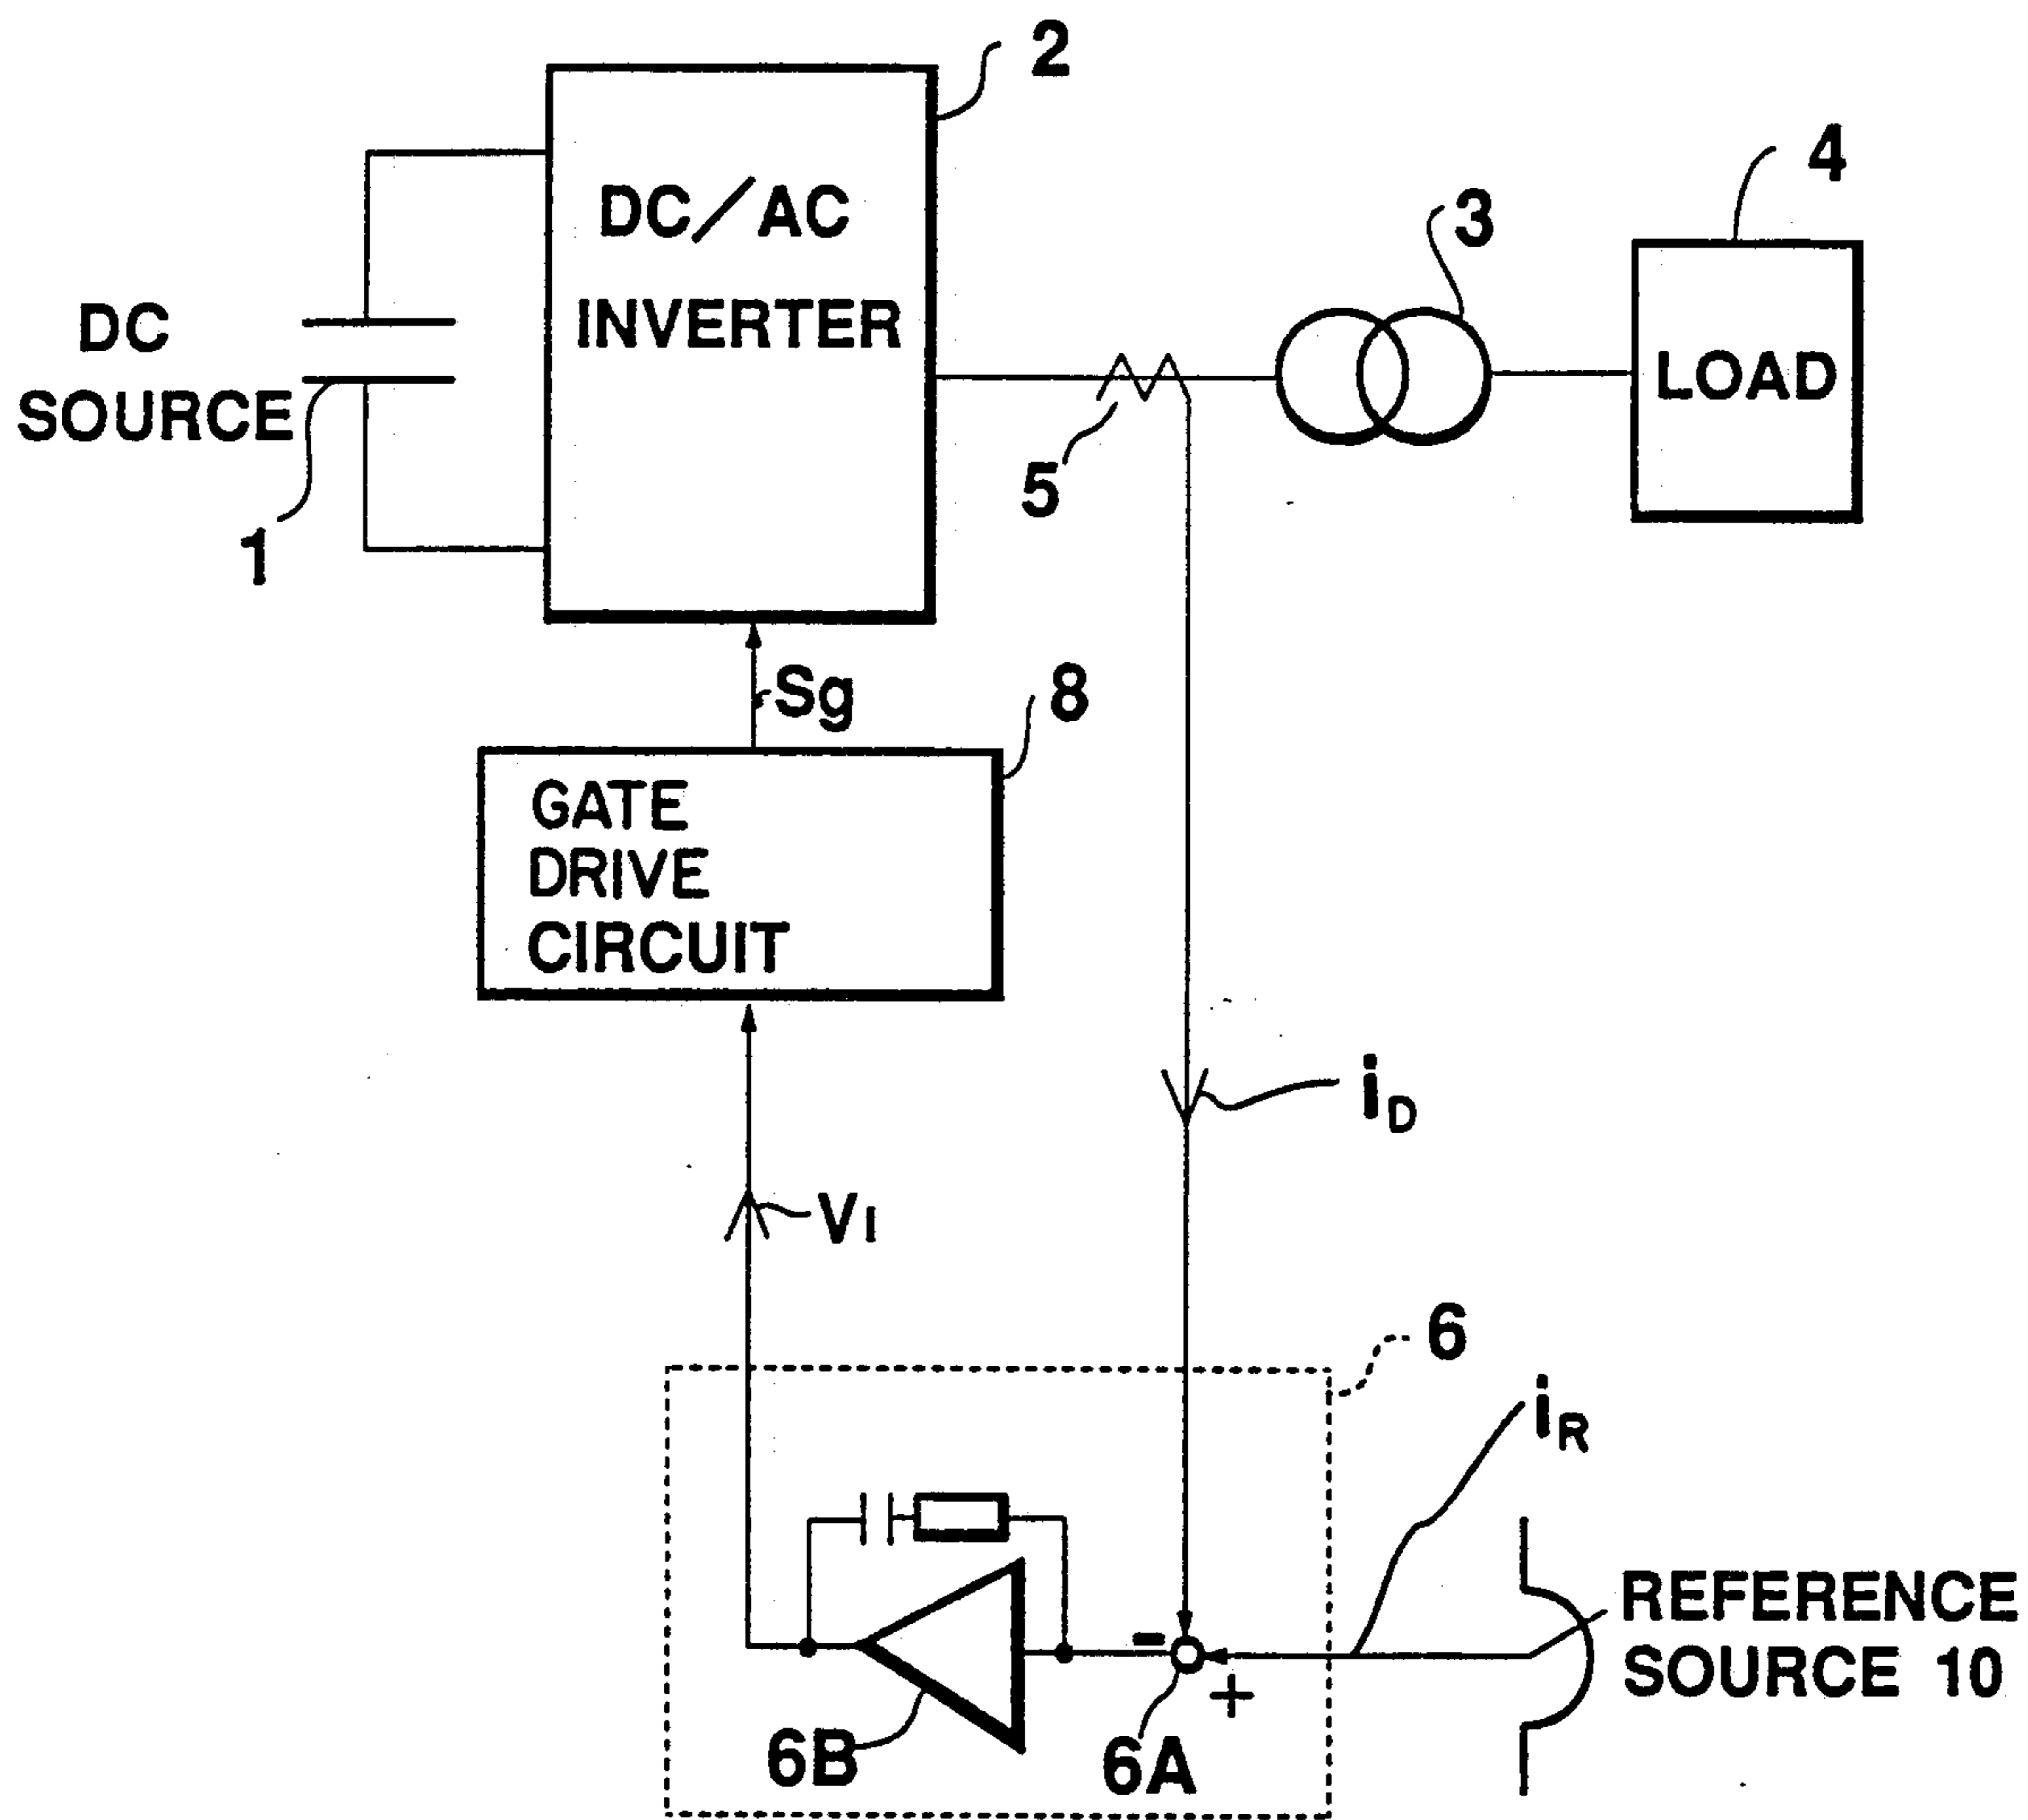 2
4
3
DC/AC
INVERTER
DC
SOURCE
LOAD
5
1
Sg
8
GATE
DRIVE
CIRCUIT
iD
VI
6
iR
REFERENCE
SOURCE 10
-
+
6B
6A